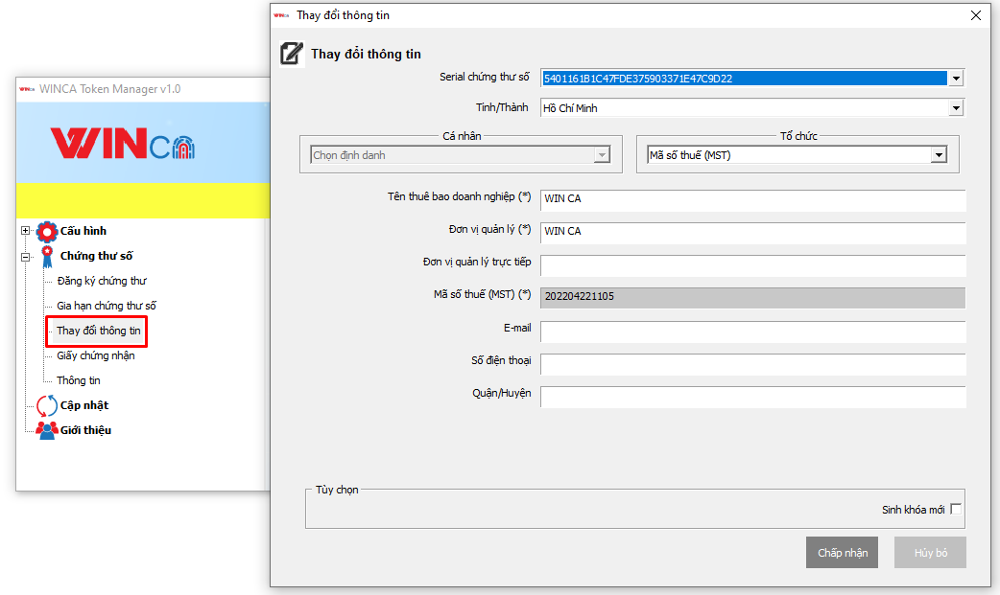 WINCA Thay đổi thông tin
Thay đổi thông tin
Serial chứng thư số
5401161B1C47FDE375903371E47C9D22
Tỉnh/Thành
Hồ Chí Minh
Cá nhân
Chọn định danh
Tổ chức
Mã số thuế (MST)
Tên thuê bao doanh nghiệp (*)
WIN CA
Đơn vị quản lý (*)
WIN CA
Đơn vị quản lý trực tiếp
Mã số thuế (MST) (*)
202204221105
E-mail
Số điện thoại
Quận/Huyện
Tùy chọn
Sinh khóa mới
Chấp nhận
Hủy bỏ
WINCA WINCA Token Manager v1.0
WINCA
Cấu hình
Chứng thư số
Đăng ký chứng thư
Gia hạn chứng thư số
Thay đổi thông tin
Giấy chứng nhận
Thông tin
Cập nhật
Giới thiệu